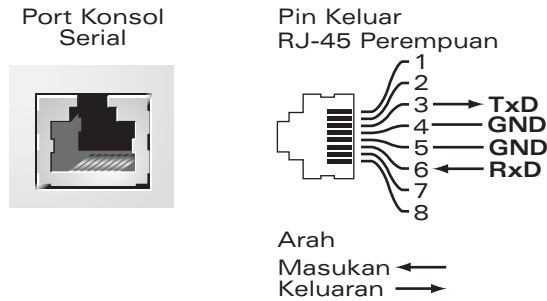 Port Konsol
Serial
Pin Keluar
RJ-45 Perempuan
1
2
3 TxD
4 GND
5 GND
6 RxD
7
8
Arah
Masukan
Keluaran